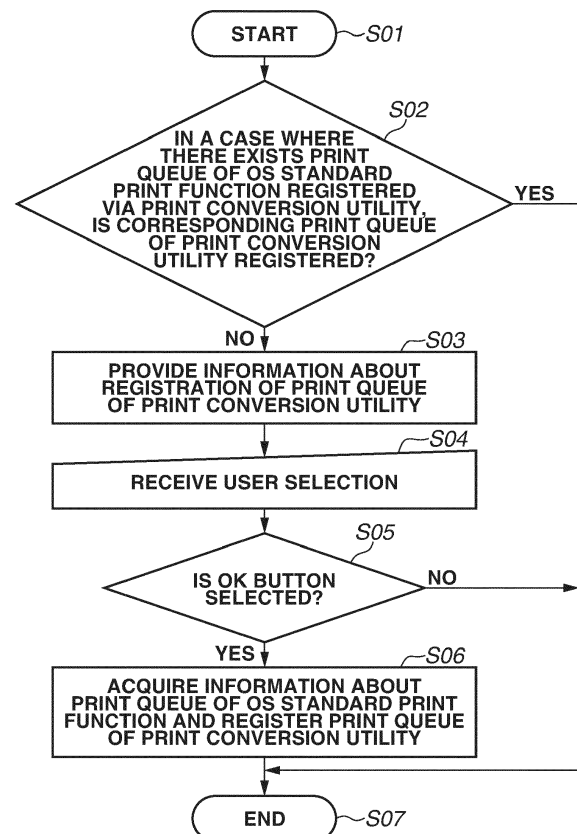 START
S01
S02
IN A CASE WHERE
THERE EXISTS PRINT
QUEUE OF OS STANDARD
PRINT FUNCTION REGISTERED
VIA PRINT CONVERSION UTILITY,
IS CORRESPONDING PRINT QUEUE
OF PRINT CONVERSION
UTILITY REGISTERED?
YES
NO
S03
PROVIDE INFORMATION ABOUT
REGISTRATION OF PRINT QUEUE
OF PRINT CONVERSION UTILITY
S04
RECEIVE USER SELECTION
S05
IS OK BUTTON
SELECTED?
NO
YES
S06
ACQUIRE INFORMATION ABOUT
PRINT QUEUE OF OS STANDARD PRINT
FUNCTION AND REGISTER PRINT QUEUE
OF PRINT CONVERSION UTILITY
END
S07